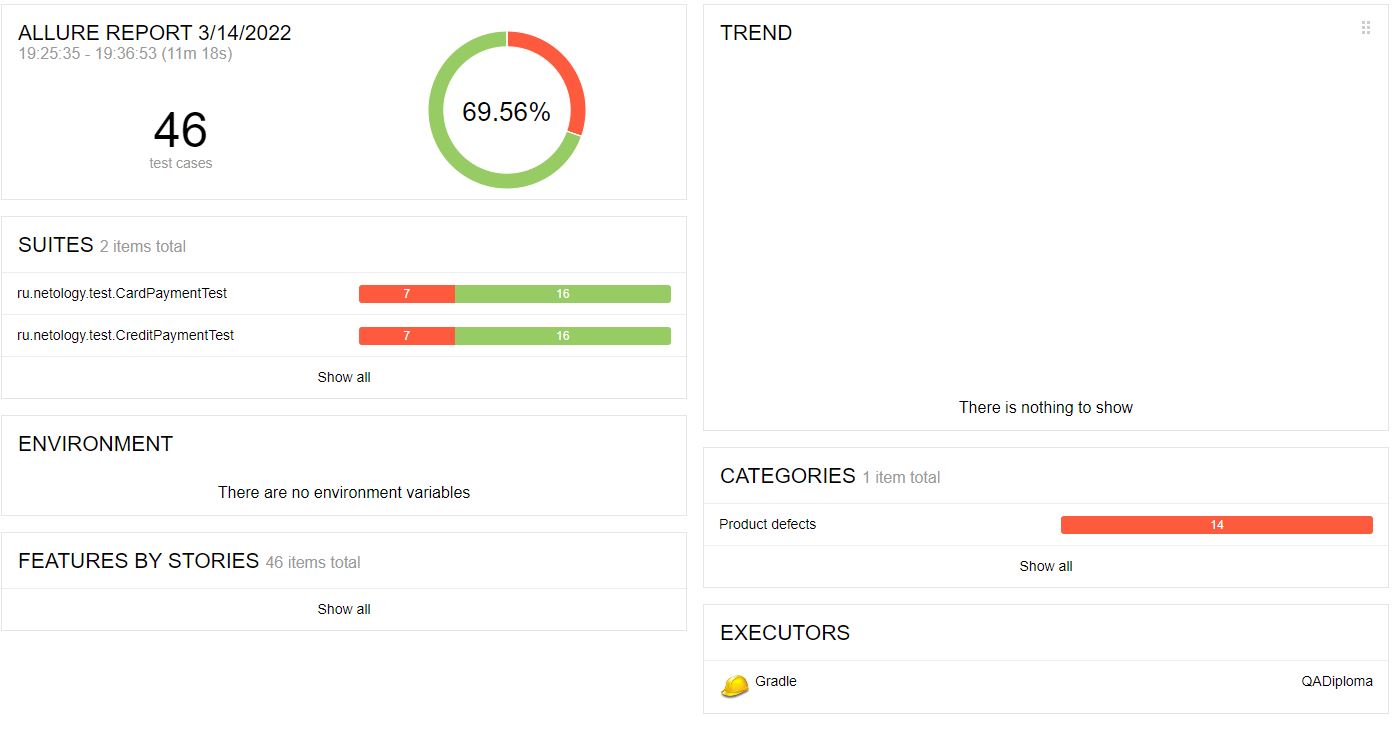 ALLURE REPORT 3/14/2022
19:25:35 - 19:36:53 (11m 18s)
46
test cases
69.56%
SUITES 2 items total
ru.netology.test.CardPaymentTest 7 16
ru.netology.test.CreditPaymentTest 7 16
Show all
ENVIRONMENT
There are no environment variables
FEATURES BY STORIES 46 items total
Show all
TREND
There is nothing to show
CATEGORIES 1 item total
Product defects 14
Show all
EXECUTORS
Gradle QADiploma